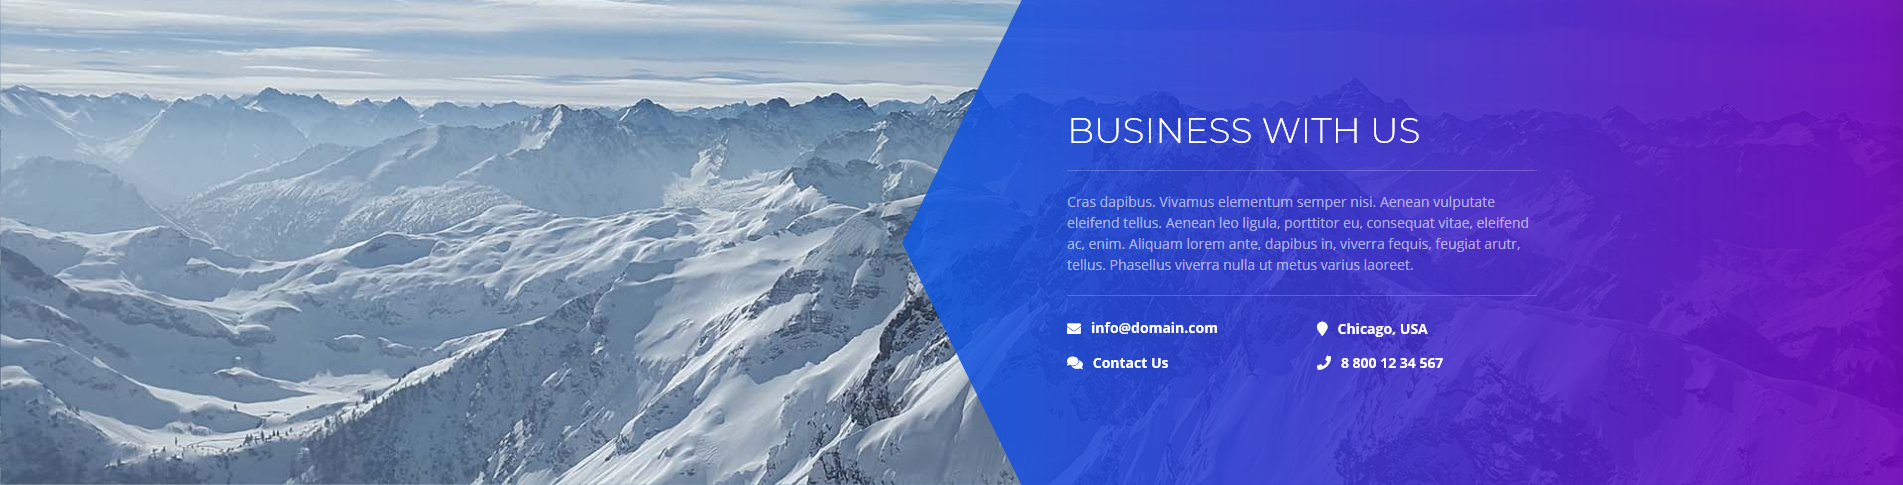 BUSINESS WITH US
Cras dapibus. Vivamus elementum semper nisi. Aenean vulputate
eleifend tellus. Aenean leo ligula, porttitor eu, consequat vitae, eleifend
ac, enim. Aliquam lorem ante, dapibus in, viverra fequis, feugiat arutr,
tellus. Phasellus viverra nulla ut metus varius laoreet.
info@domain.com
Chicago, USA
Contact Us
8 800 12 34 567